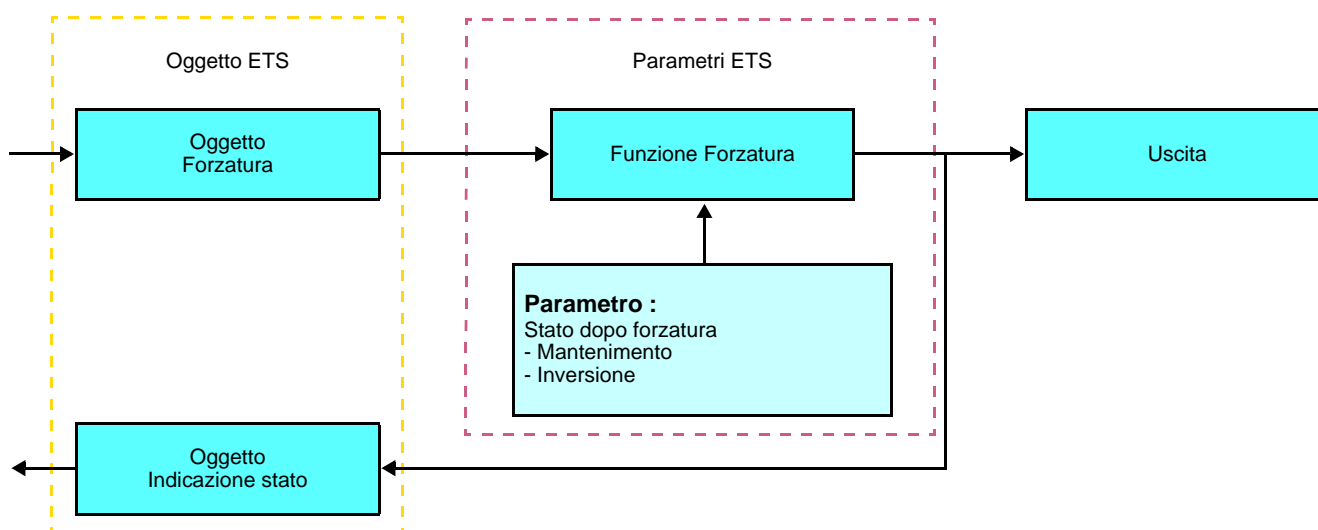 Oggetto ETS
Parametri ETS
Oggetto
Forzatura
Funzione Forzatura
Uscita
Parametro :
Stato dopo forzatura
- Mantenimento
- Inversione
Oggetto
Indicazione stato